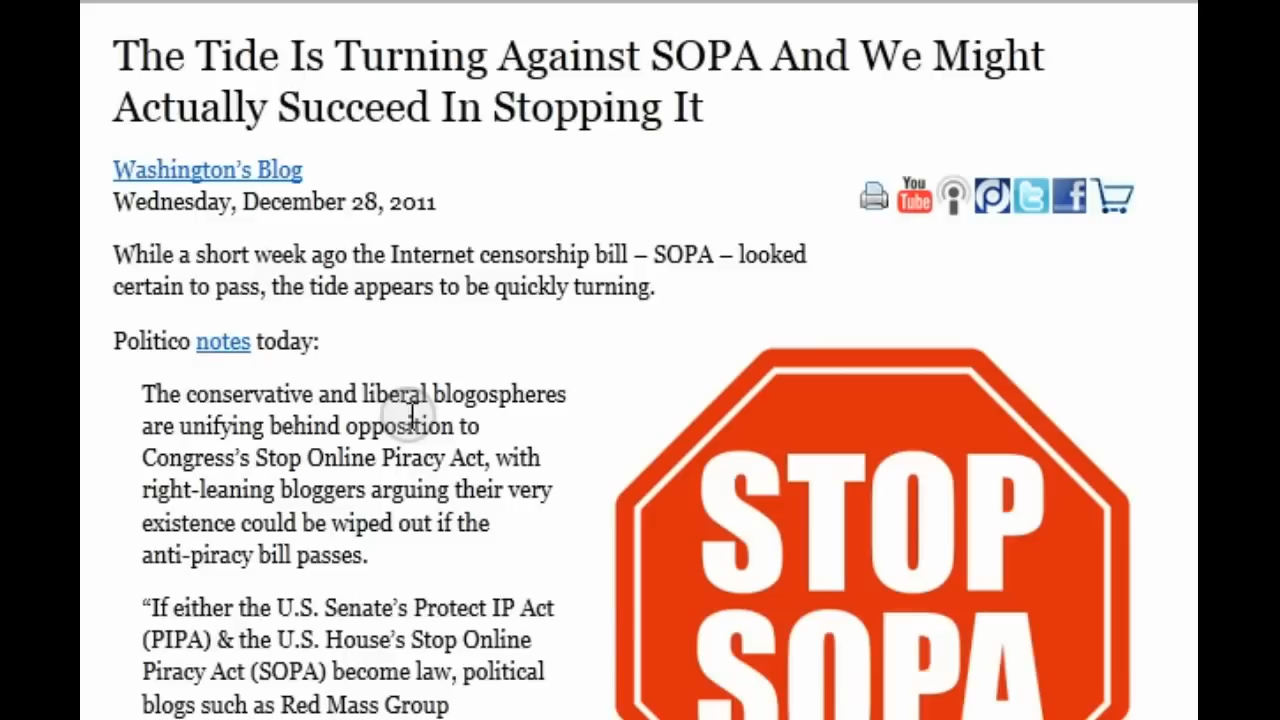 The Tide Is Turning Against SOPA And We Might
Actually Succeed In Stopping It
Washington's Blog
Wednesday, December 28, 2011
You
Tube
While a short week ago the Internet censorship bill – SOPA – looked
certain to pass, the tide appears to be quickly turning.
Politico notes today:
The conservative and liberal blogospheres
are unifying behind opposition to
Congress's Stop Online Piracy Act, with
right-leaning bloggers arguing their very
existence could be wiped out if the
anti-piracy bill passes.
“If either the U.S. Senate's Protect IP Act
(PIPA) & the U.S. House's Stop Online
Piracy Act (SOPA) become law, political
blogs such as Red Mass Group
STOP
SOPA